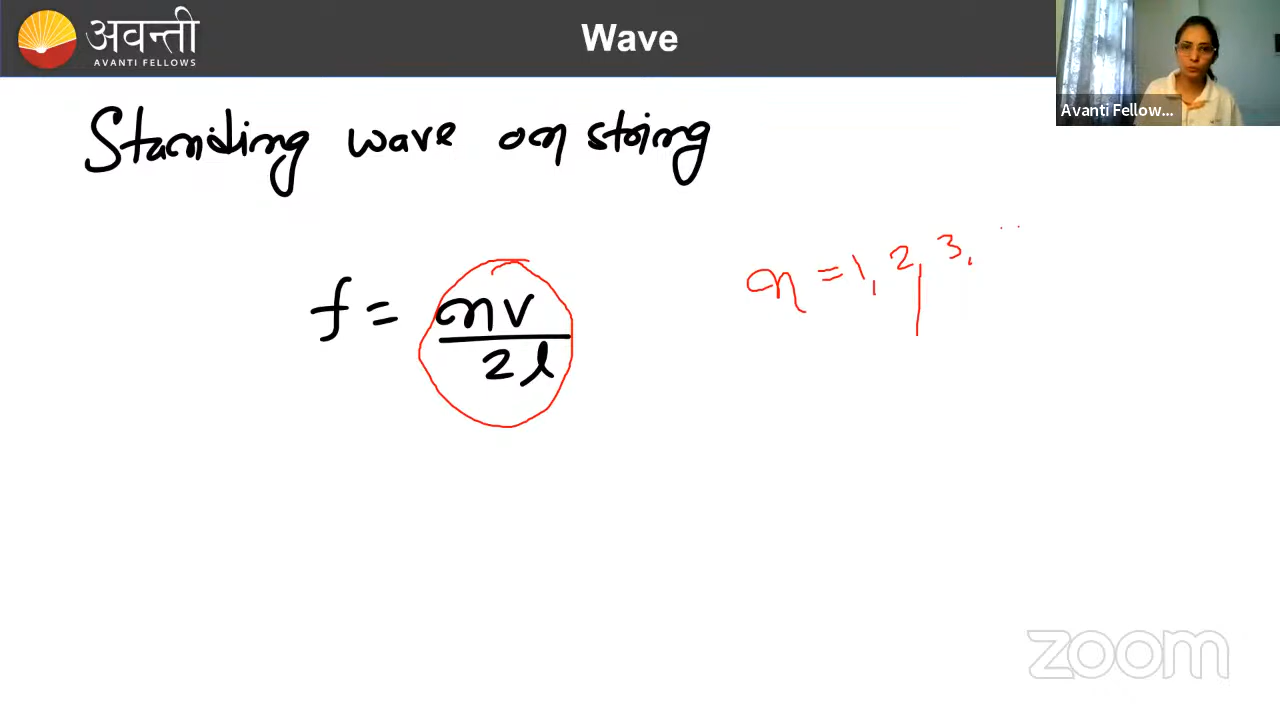 अवन्ती
AVANTI FELLOWS
Wave
Avanti Fellow...
Standing wave on string
f = nv
2l
n = 1, 2, 3, ...
zoom